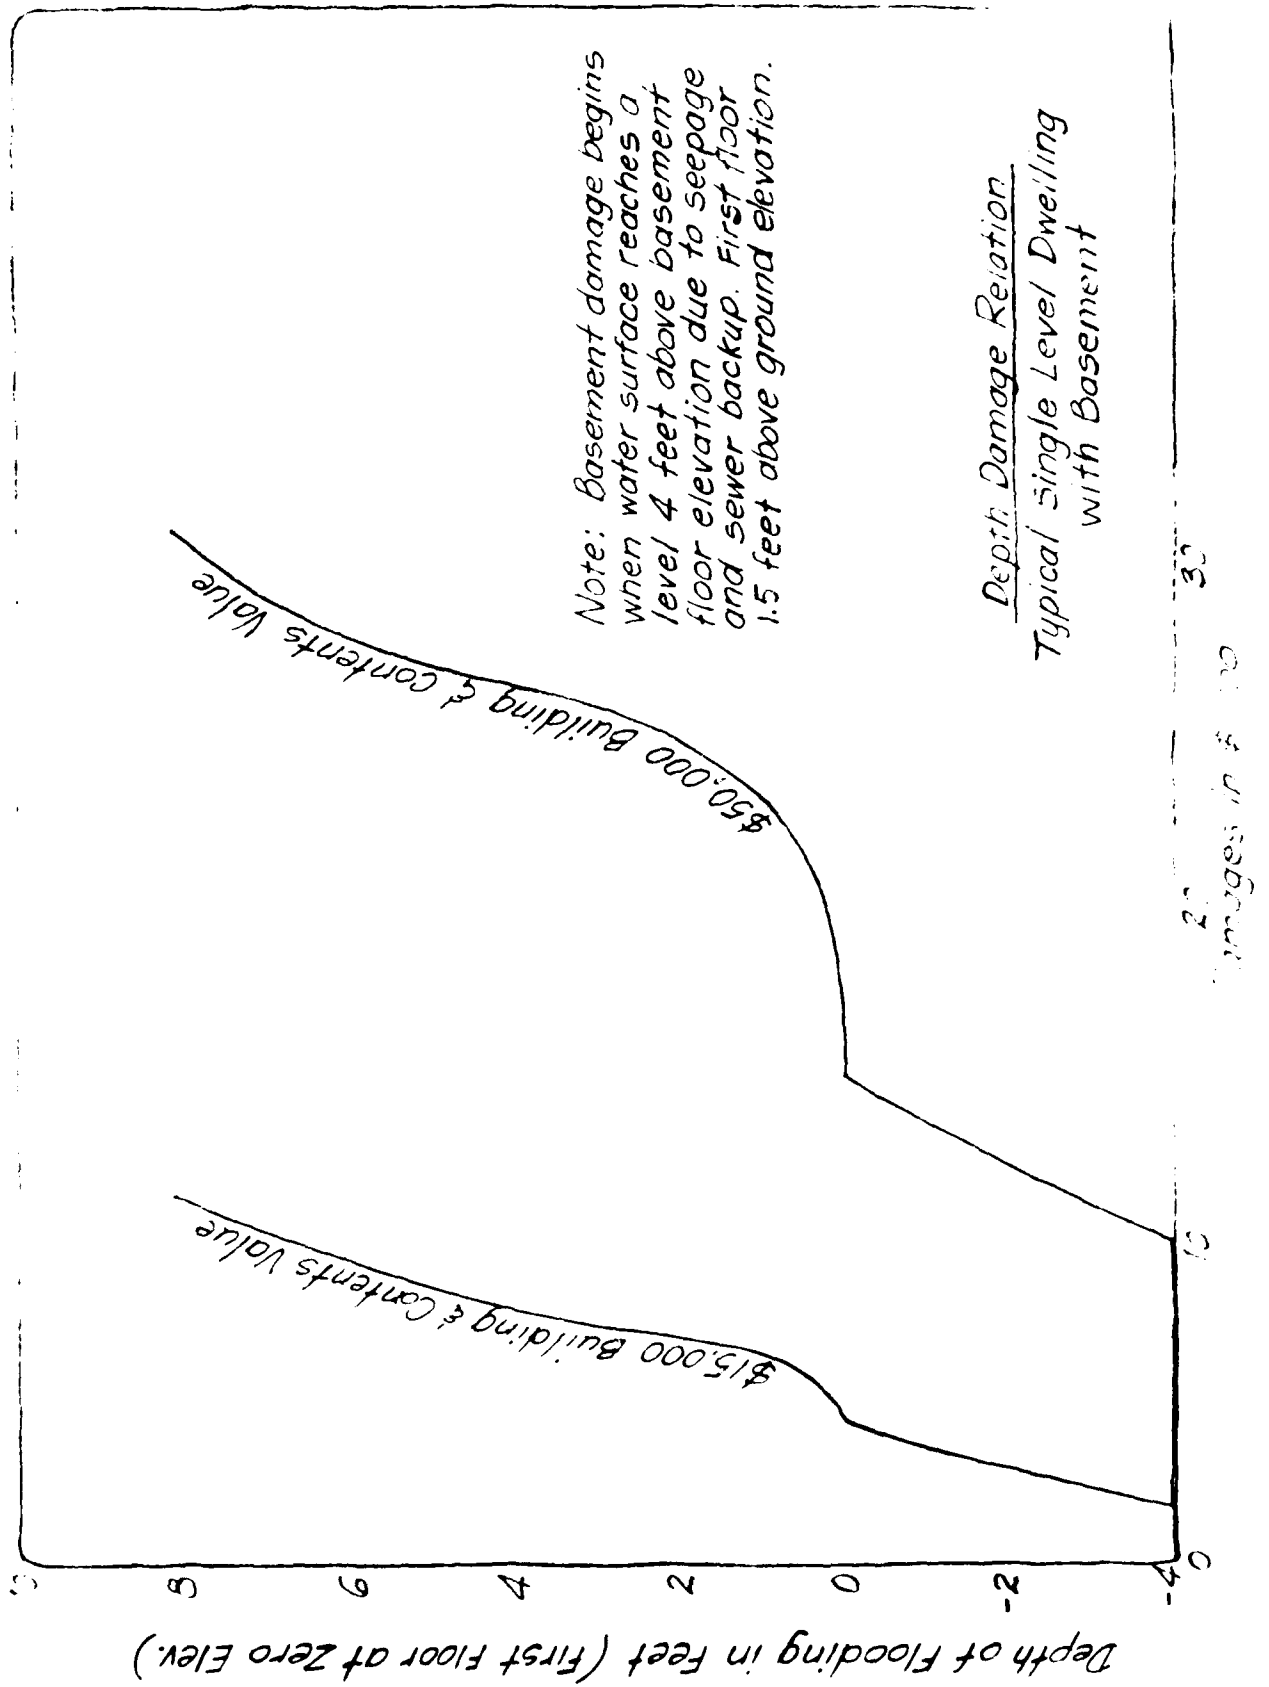 Note: Basement damage begins
when water surface reaches a
level 4 feet above basement
floor elevation due to seepage
and sewer backup. First floor
1.5 feet above ground elevation.
Depth Damage Relation
Typical Single Level Dwelling
with Basement
$50,000 Building & Contents Value
$15,000 Building & Contents Value
Depth of Flooding in Feet (First Floor at Zero Elev.)
8
6
4
2
0
-2
-4
0
10
30
in $